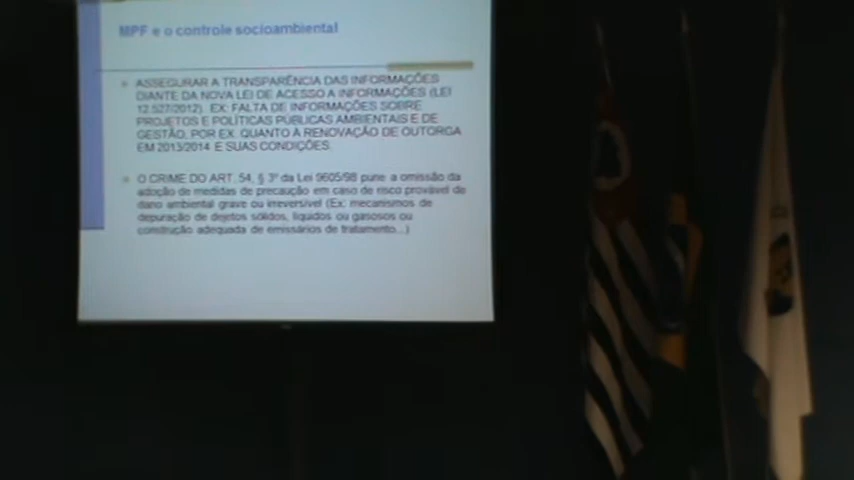 MPF e o controle socioambiental
ASSEGURAR A TRANSPARÊNCIA DAS INFORMAÇÕES
DIANTE DA NOVA LEI DE ACESSO A INFORMAÇÕES (LEI
12.527/2012). EX: FALTA DE INFORMAÇÕES SOBRE
PROJETOS E POLÍTICAS PÚBLICAS AMBIENTAIS E DE
GESTÃO, POR EX. QUANTO À RENOVAÇÃO DE OUTORGA
EM 2013/2014 E SUAS CONDIÇÕES.
O CRIME DO ART. 54, § 3º da Lei 9605/98 pune a omissão da
adoção de medidas de precaução em caso de risco provável de
dano ambiental grave ou irreversível (Ex: mecanismos de
depuração de dejetos sólidos, líquidos ou gasosos ou
construção adequada de emissários de tratamento...)